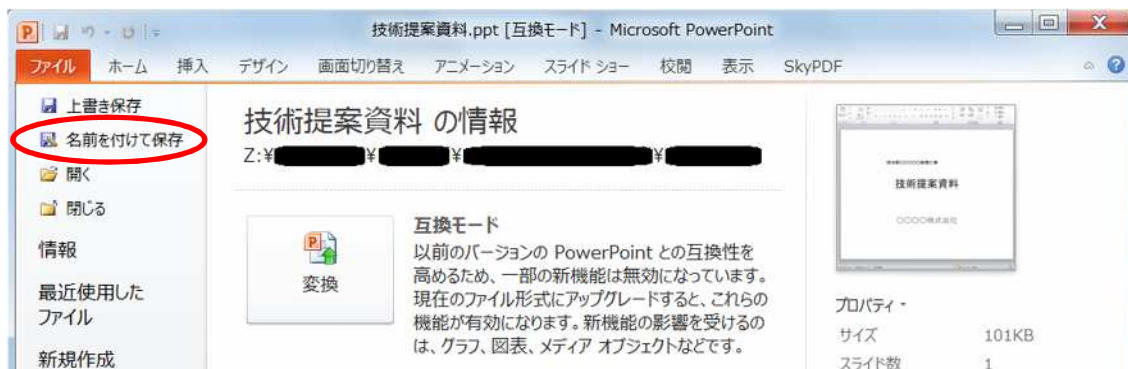 技術提案資料.ppt [互換モード] - Microsoft PowerPoint
ファイル ホーム 挿入 デザイン 画面切り替え アニメーション スライド ショー 校閲 表示 SkyPDF
上書き保存
名前を付けて保存
開く
閉じる
情報
最近使用した
ファイル
新規作成
技術提案資料 の情報
Z:¥ ¥ ¥ ¥
変換
互換モード
以前のバージョンの PowerPoint との互換性を
高めるため、一部の新機能は無効になっています。
現在のファイル形式にアップグレードすると、これらの
機能が有効になります。新機能の影響を受けるの
は、グラフ、図表、メディア オブジェクトなどです。
技術提案資料
〇〇〇〇株式会社
プロパティ
サイズ 101KB
スライド数 1